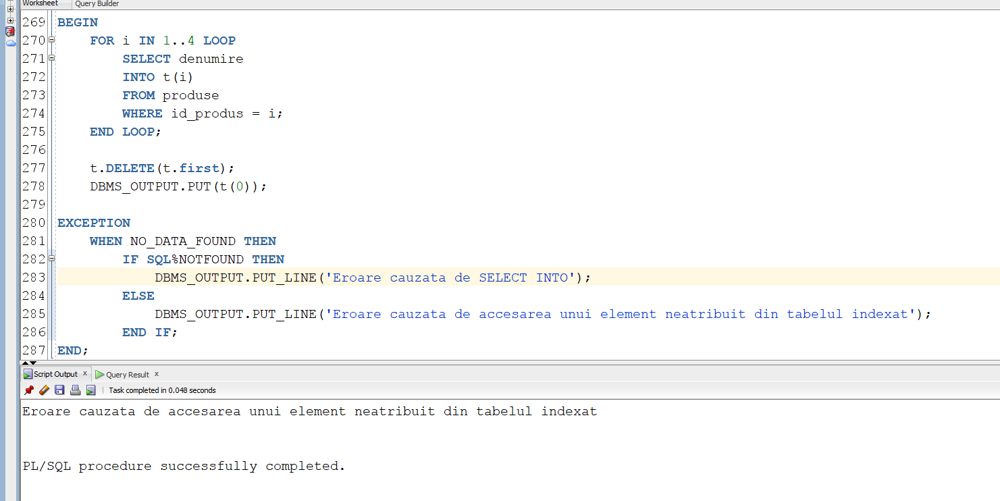 Worksheet Query Builder
269 BEGIN
270 FOR i IN 1..4 LOOP
271 SELECT denumire
272 INTO t(i)
273 FROM produse
274 WHERE id_produs = i;
275 END LOOP;
276
277 t.DELETE(t.first);
278 DBMS_OUTPUT.PUT(t(0));
279
280 EXCEPTION
281 WHEN NO_DATA_FOUND THEN
282 IF SQL%NOTFOUND THEN
283 DBMS_OUTPUT.PUT_LINE('Eroare cauzata de SELECT INTO');
284 ELSE
285 DBMS_OUTPUT.PUT_LINE('Eroare cauzata de accesarea unui element neatribuit din tabelul indexat');
286 END IF;
287 END;
Script Output x Query Result x
Task completed in 0.048 seconds
Eroare cauzata de accesarea unui element neatribuit din tabelul indexat
PL/SQL procedure successfully completed.